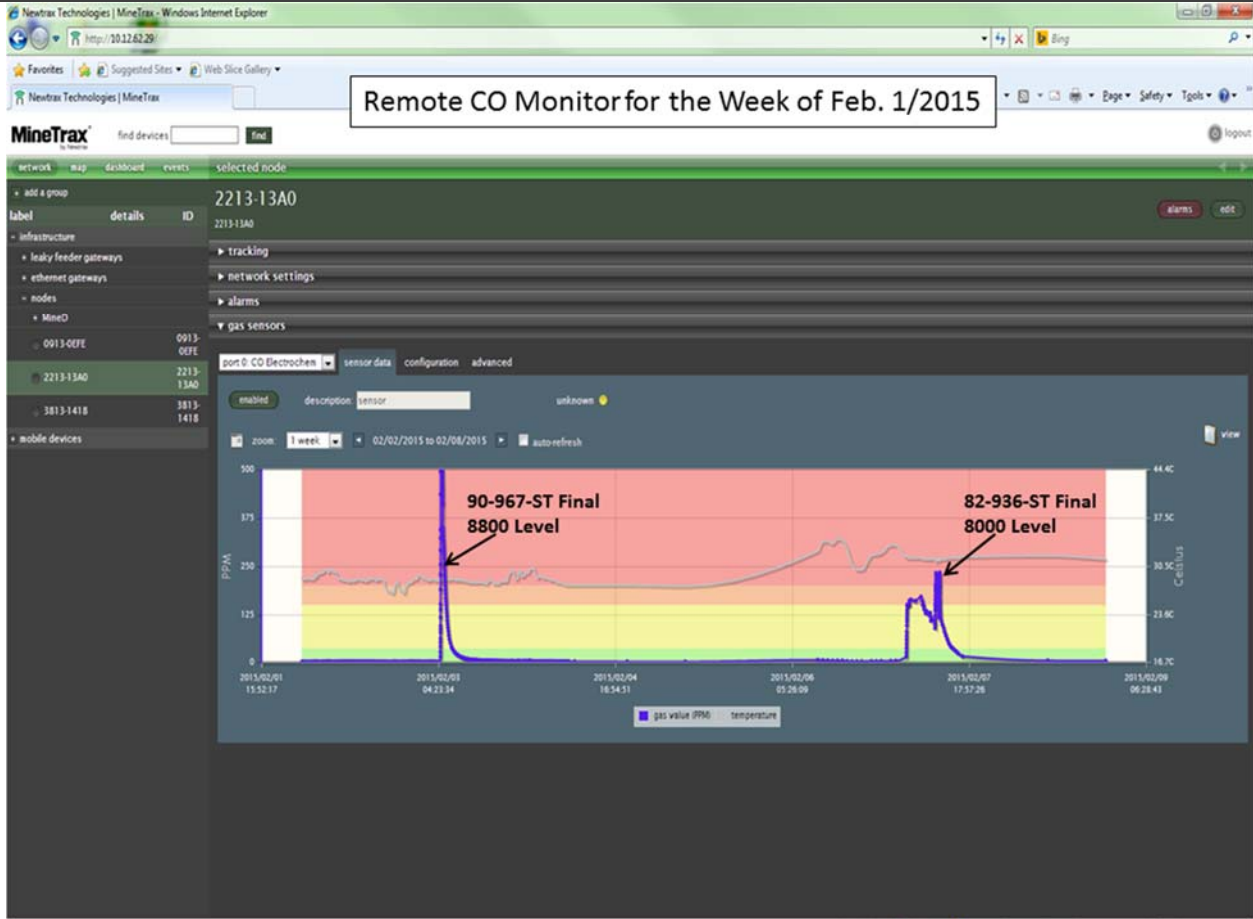 Newtrax Technologies | MineTrax - Windows Internet Explorer
http://10.12.62.29/
Bing
Favorites Suggested Sites Web Slice Gallery
Newtrax Technologies | MineTrax
Page Safety Tools
Remote CO Monitor for the Week of Feb. 1/2015
MineTrax find devices find logout
by Newtrax
network map dashboard events selected node
add a group
2213-13A0
2213-13A0
alarms edit
label details ID
infrastructure
leaky feeder gateways
ethernet gateways
nodes
MineD
0913-0EFE 0913-
0EFE
2213-13A0 2213-
13A0
3813-1418 3813-
1418
mobile devices
tracking
network settings
alarms
gas sensors
port 0: CO Electrochem sensor data configuration advanced
enabled description: sensor unknown
zoom: 1 week 02/02/2015 to 02/08/2015 auto-refresh view
500 44.4C
375 37.5C
250 30.5C
125 23.6C
0 16.7C
PPM
Celsius
90-967-ST Final
8800 Level
82-936-ST Final
8000 Level
2015/02/01 2015/02/03 2015/02/04 2015/02/06 2015/02/07 2015/02/09
15:52:17 04:23:34 16:54:51 05:26:09 17:57:26 06:28:43
gas value (PPM) temperature